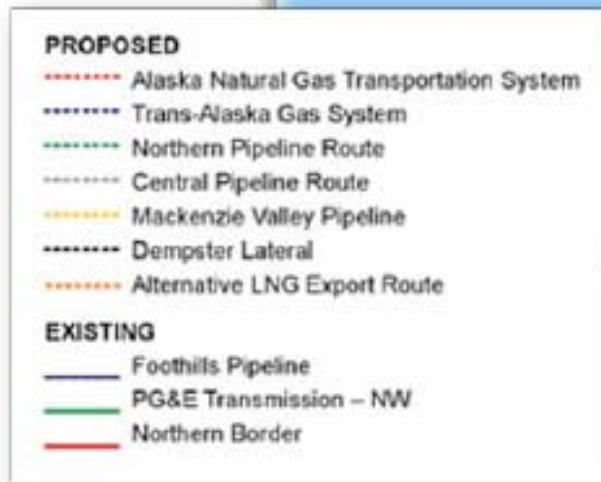 PROPOSED
Alaska Natural Gas Transportation System
Trans-Alaska Gas System
Northern Pipeline Route
Central Pipeline Route
Mackenzie Valley Pipeline
Dempster Lateral
Alternative LNG Export Route
EXISTING
Foothills Pipeline
PG&E Transmission – NW
Northern Border